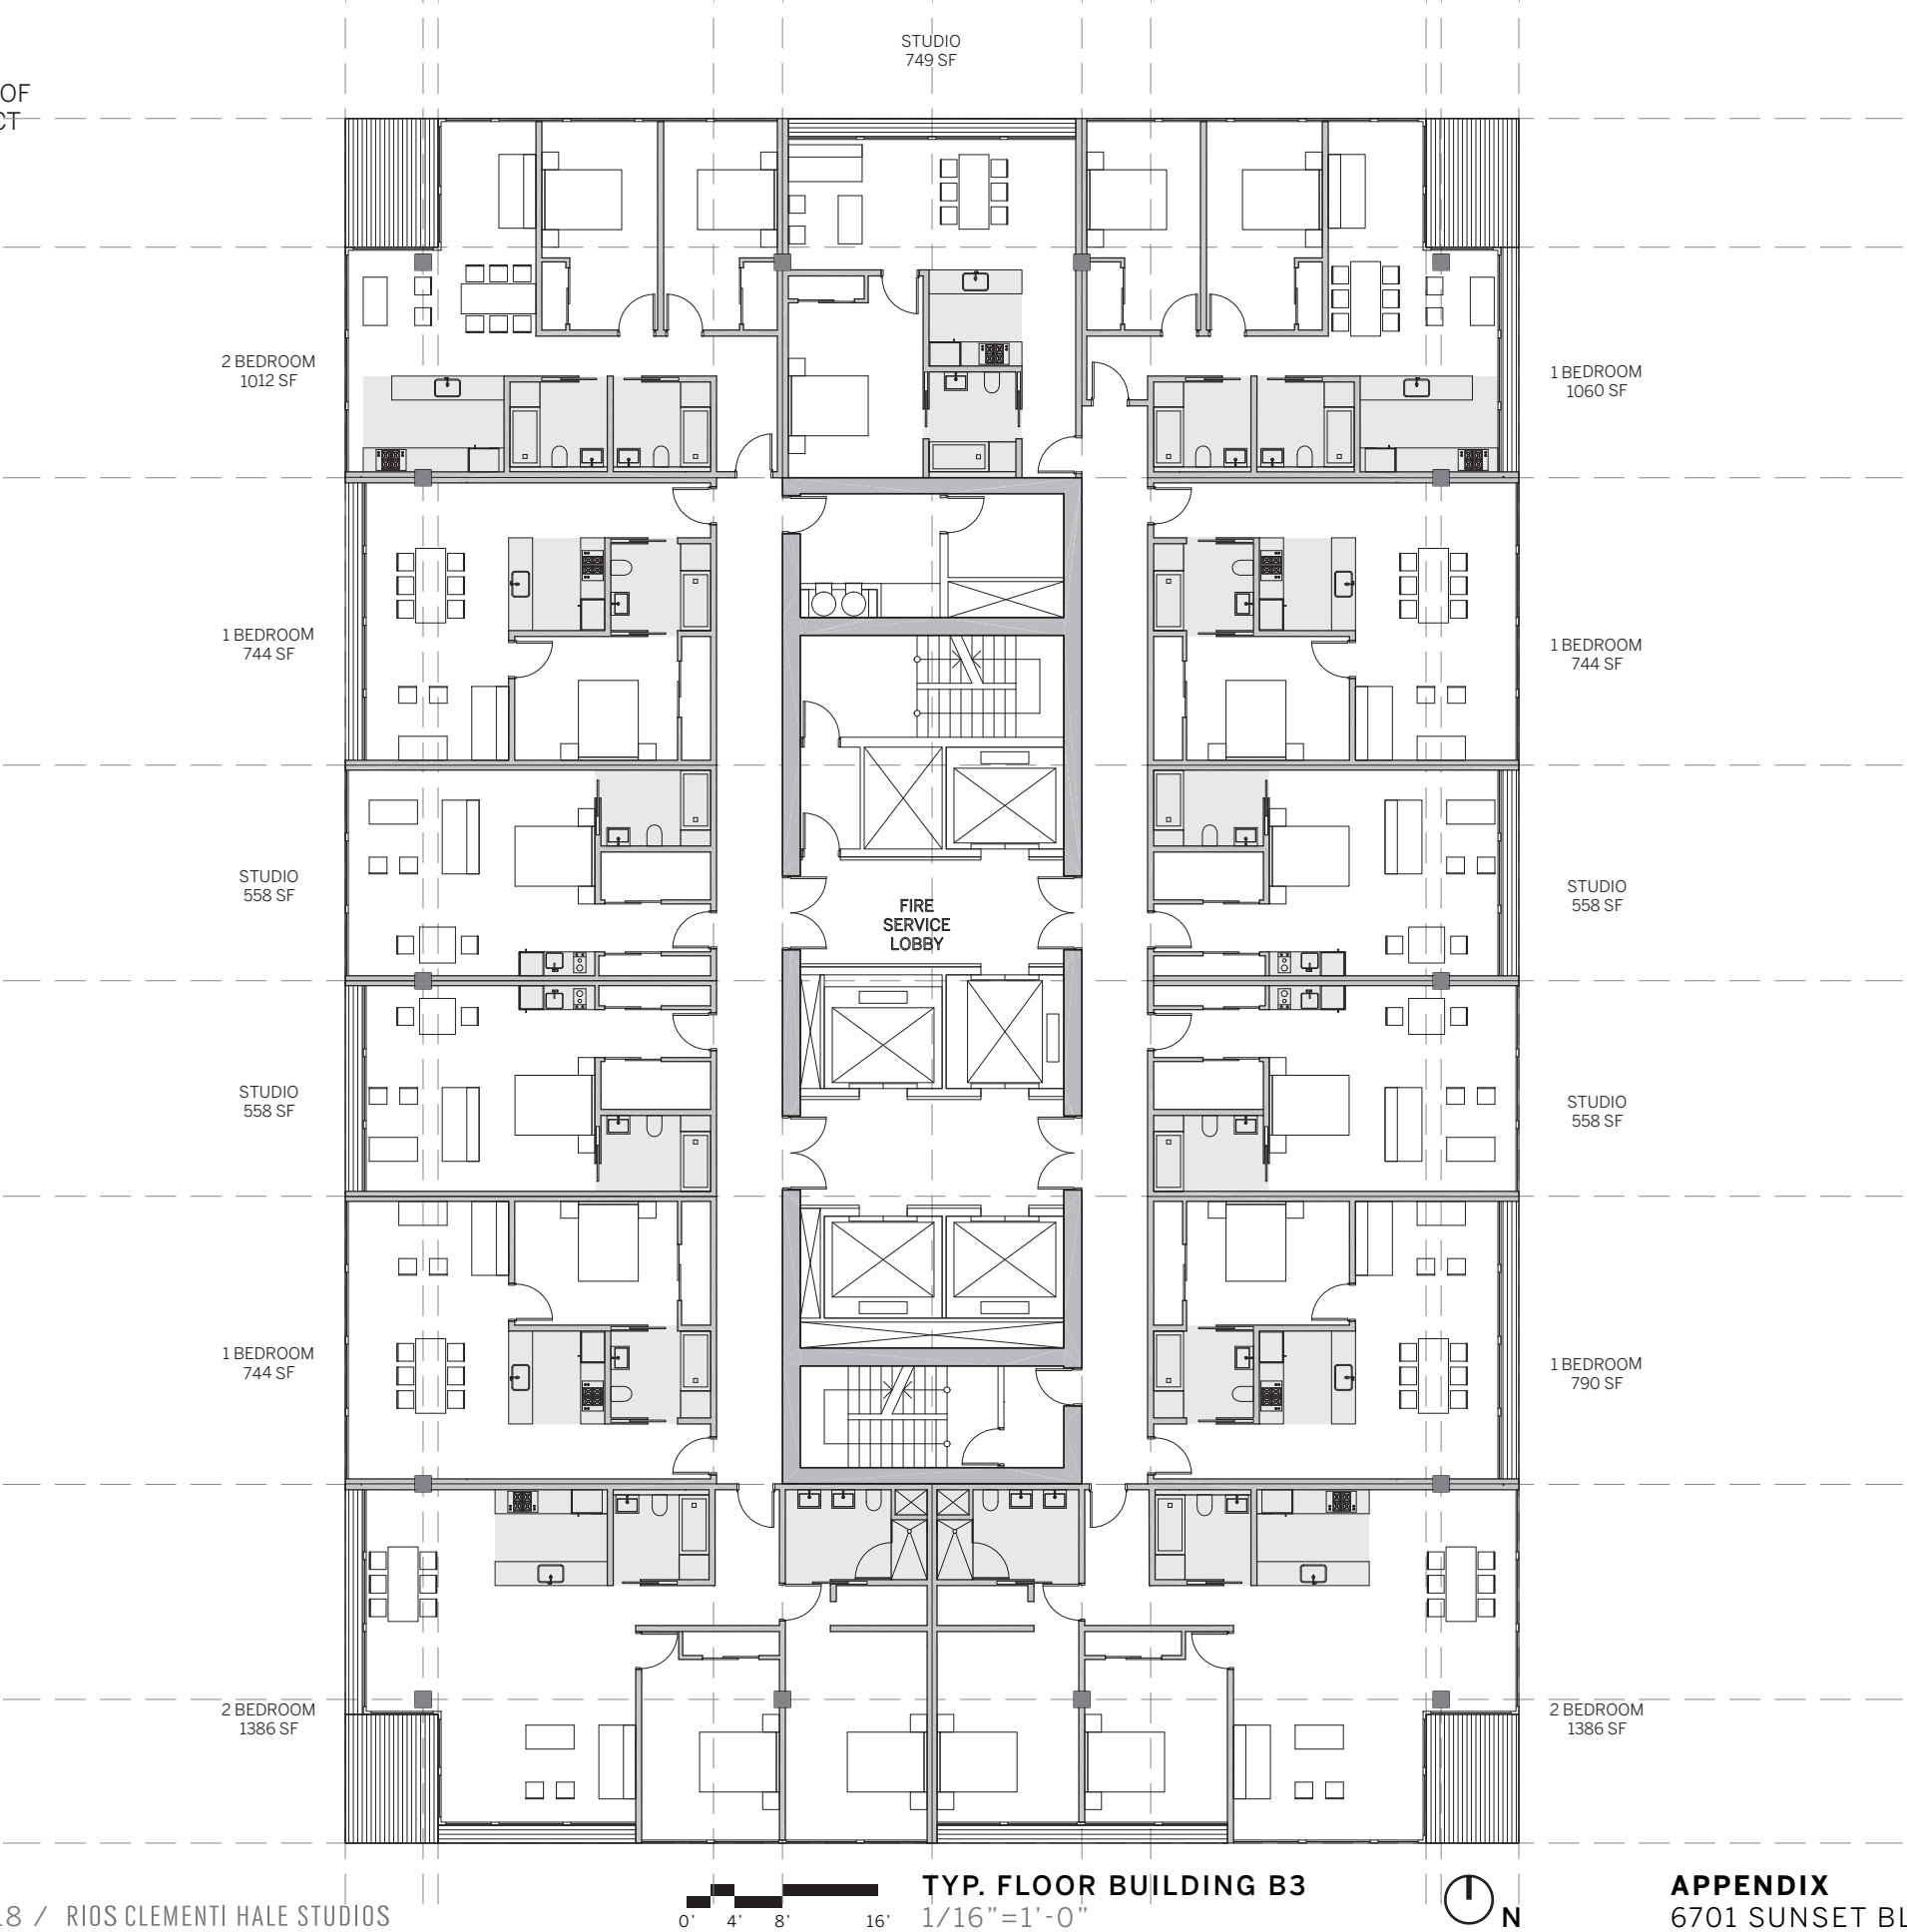 STUDIO
749 SF
OF
CT
2 BEDROOM
1012 SF
1 BEDROOM
1060 SF
1 BEDROOM
744 SF
1 BEDROOM
744 SF
STUDIO
558 SF
FIRE
SERVICE
LOBBY
STUDIO
558 SF
STUDIO
558 SF
STUDIO
558 SF
1 BEDROOM
744 SF
1 BEDROOM
790 SF
2 BEDROOM
1386 SF
2 BEDROOM
1386 SF
.8 / RIOS CLEMENTI HALE STUDIOS
0' 4' 8' 16'
TYP. FLOOR BUILDING B3
1/16"=1'-0"
N
APPENDIX
6701 SUNSET BL